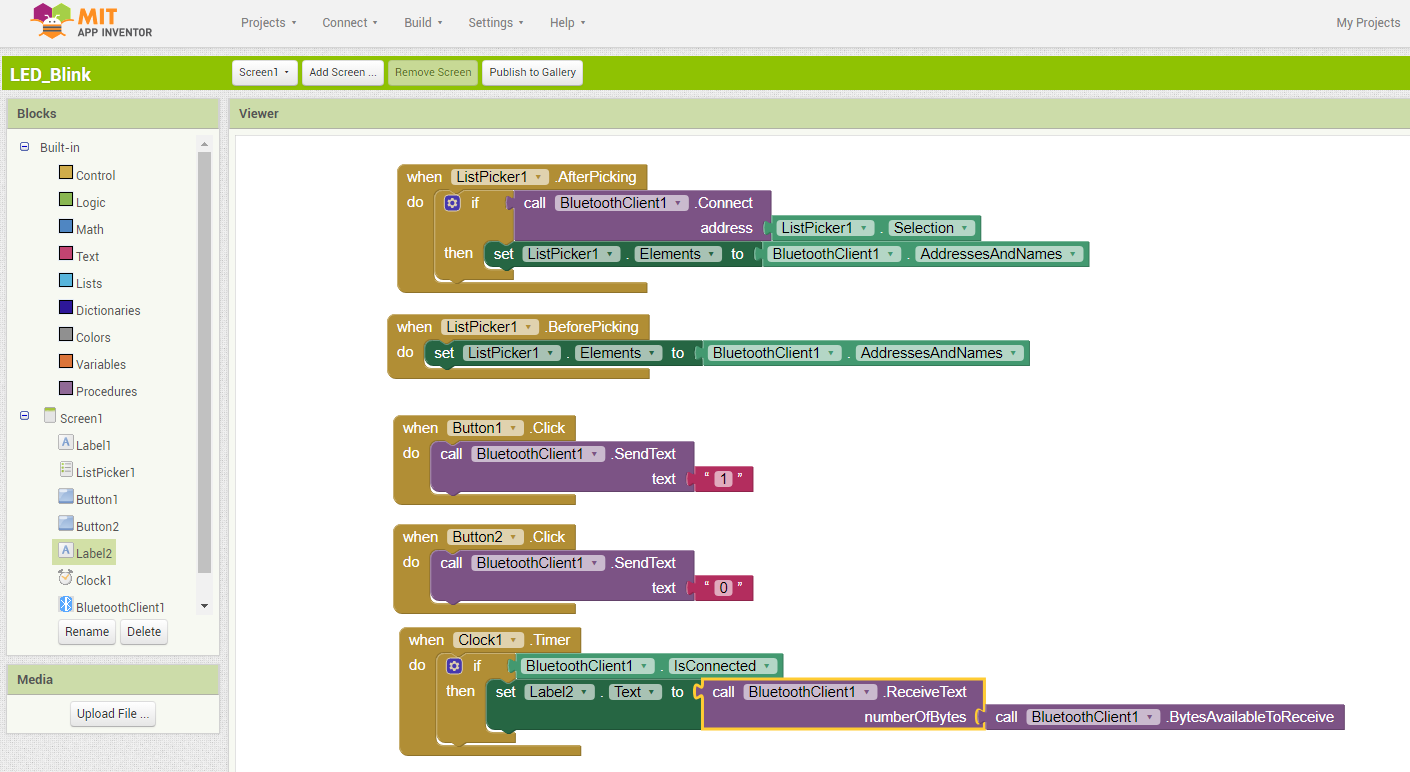 MIT
APP INVENTOR
Projects Connect Build Settings Help My Projects
LED_Blink Screen1 Add Screen ... Remove Screen Publish to Gallery
Blocks
Built-in
Control
Logic
Math
Text
Lists
Dictionaries
Colors
Variables
Procedures
Screen1
Label1
ListPicker1
Button1
Button2
A Label2
Clock1
BluetoothClient1
Rename Delete
Media
Upload File ...
Viewer
when ListPicker1 .AfterPicking
do if call BluetoothClient1 .Connect
address ListPicker1 . Selection
then set ListPicker1 . Elements to BluetoothClient1 . AddressesAndNames
when ListPicker1 .BeforePicking
do set ListPicker1 . Elements to BluetoothClient1 . AddressesAndNames
when Button1 .Click
do call BluetoothClient1 .SendText
text “ 1 ”
when Button2 .Click
do call BluetoothClient1 .SendText
text “ 0 ”
when Clock1 .Timer
do if BluetoothClient1 . IsConnected
then set Label2 . Text to call BluetoothClient1 .ReceiveText
numberOfBytes call BluetoothClient1 .BytesAvailableToReceive